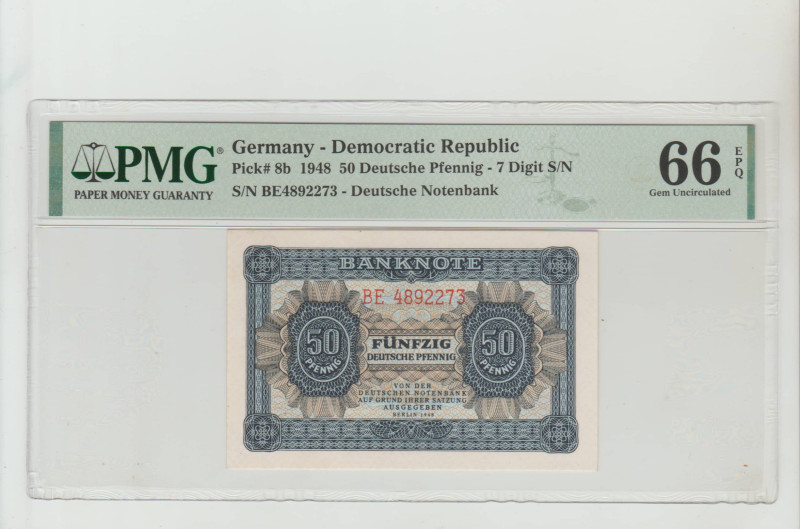 PMG®
PAPER MONEY GUARANTY
Germany - Democratic Republic
Pick# 8b 1948 50 Deutsche Pfennig - 7 Digit S/N
S/N BE4892273 - Deutsche Notenbank
66 EPQ
Gem Uncirculated
BANKNOTE
BE 4892273
50
PFENNIG
FÜNFZIG
DEUTSCHE PFENNIG
50
PFENNIG
VON DER
DEUTSCHEN NOTENBANK
AUF GRUND IHRER SATZUNG
AUSGEGEBEN
BERLIN 1948